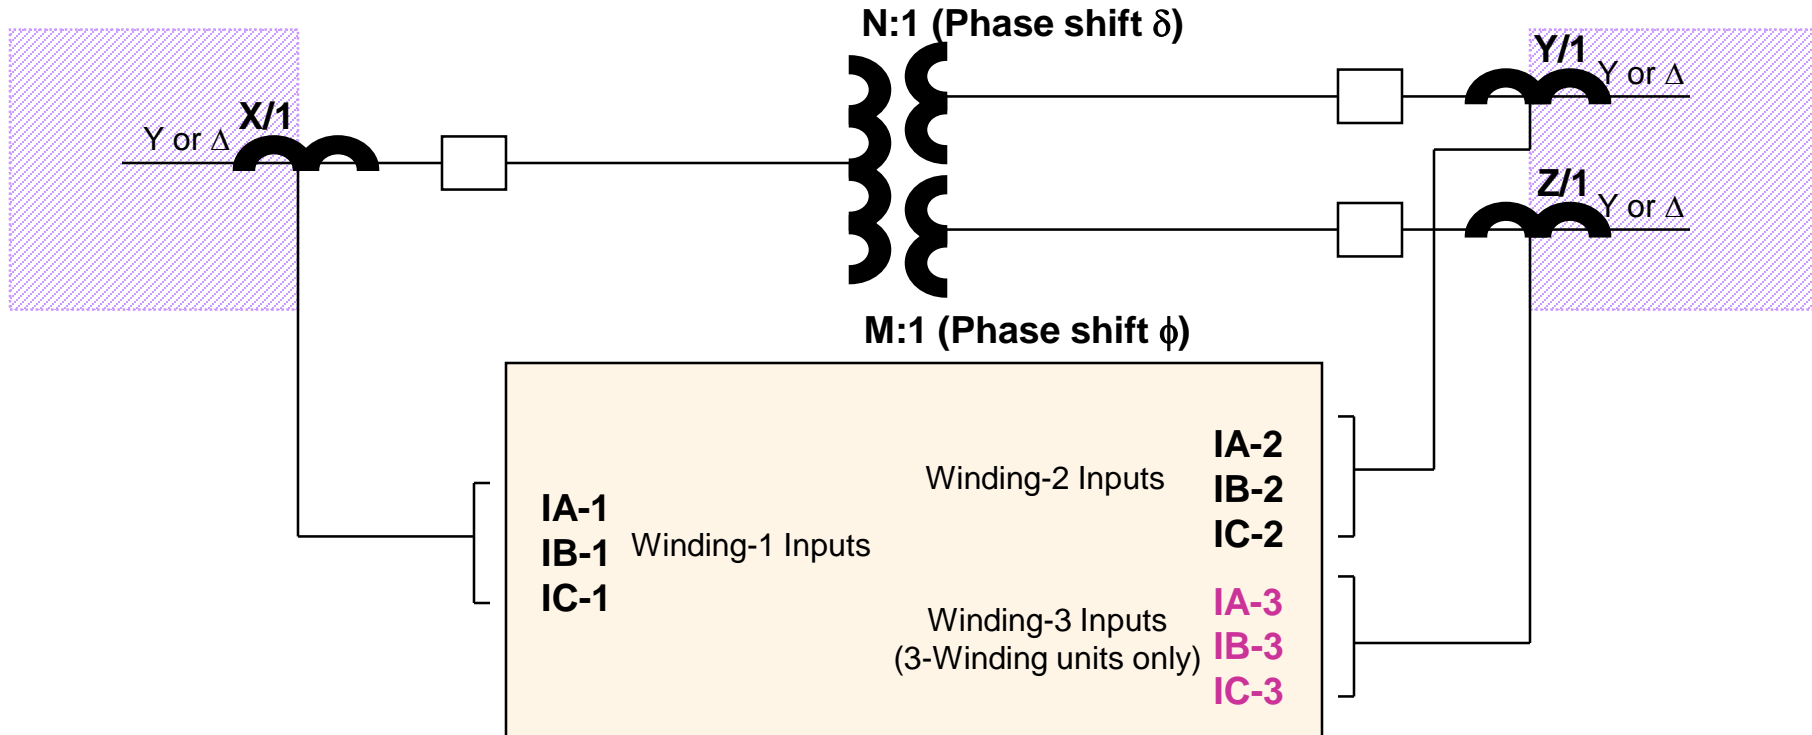 N:1 (Phase shift δ)
X/1
Y or Δ
Y/1
Y or Δ
Z/1
Y or Δ
M:1 (Phase shift ϕ)
IA-1
IB-1
IC-1
Winding-1 Inputs
Winding-2 Inputs
IA-2
IB-2
IC-2
Winding-3 Inputs
(3-Winding units only)
IA-3
IB-3
IC-3